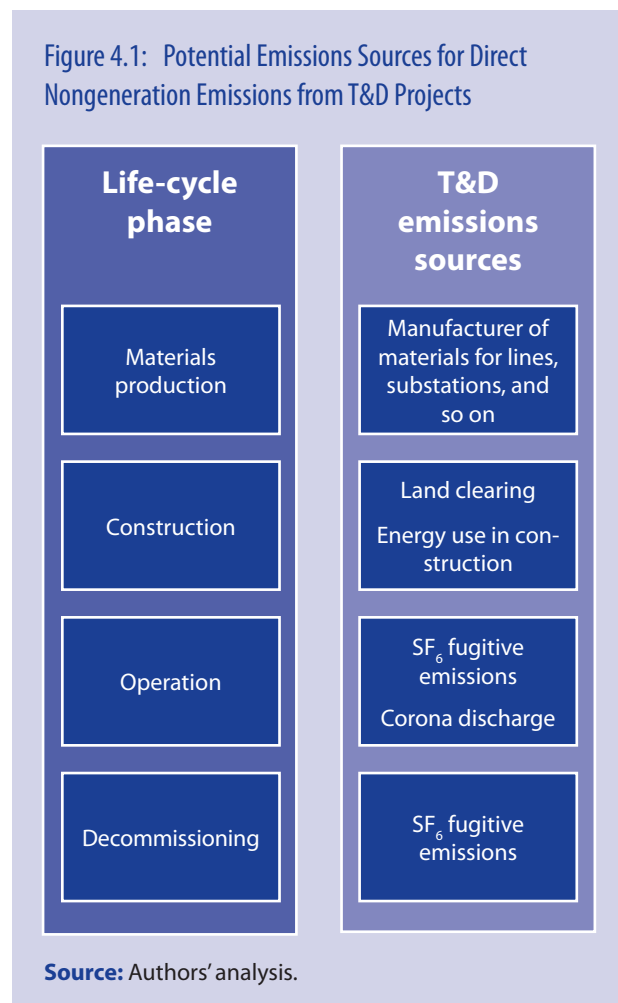 Figure 4.1: Potential Emissions Sources for Direct
Nongeneration Emissions from T&D Projects
Life-cycle
phase
T&D
emissions
sources
Materials
production
Manufacturer of
materials for lines,
substations, and
so on
Construction
Land clearing
Energy use in con-
struction
Operation
SF₆ fugitive
emissions
Corona discharge
Decommissioning
SF₆ fugitive
emissions
Source: Authors' analysis.